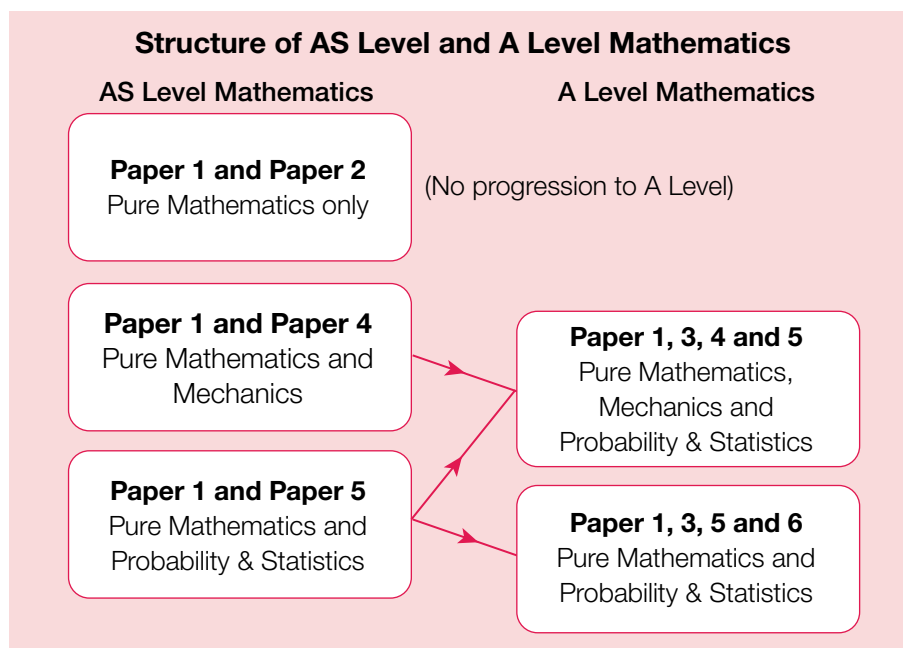 Structure of AS Level and A Level Mathematics
AS Level Mathematics
A Level Mathematics
Paper 1 and Paper 2
Pure Mathematics only
(No progression to A Level)
Paper 1 and Paper 4
Pure Mathematics and
Mechanics
Paper 1, 3, 4 and 5
Pure Mathematics,
Mechanics and
Probability & Statistics
Paper 1 and Paper 5
Pure Mathematics and
Probability & Statistics
Paper 1, 3, 5 and 6
Pure Mathematics and
Probability & Statistics